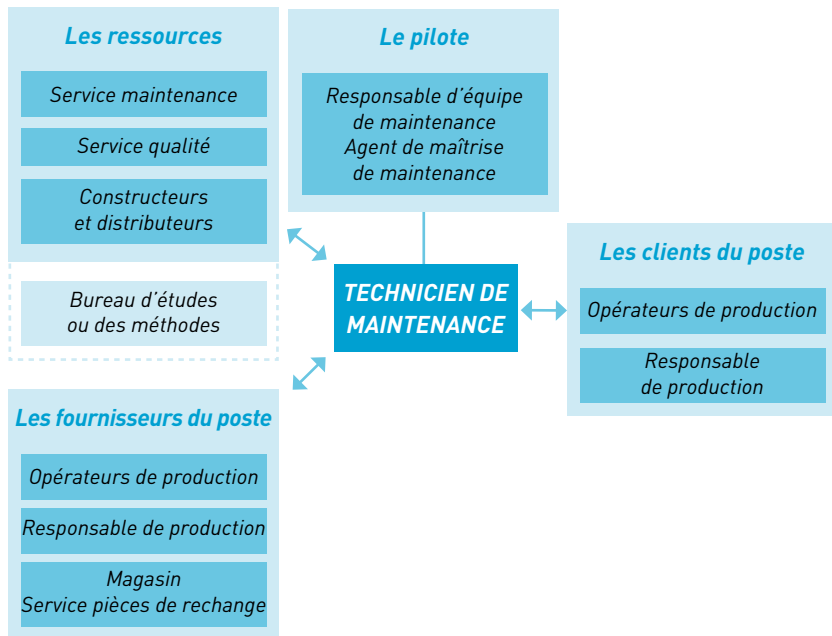 Les ressources
Service maintenance
Service qualité
Constructeurs
et distributeurs
Bureau d'études
ou des méthodes
Le pilote
Responsable d'équipe
de maintenance
Agent de maîtrise
de maintenance
TECHNICIEN DE
MAINTENANCE
Les clients du poste
Opérateurs de production
Responsable
de production
Les fournisseurs du poste
Opérateurs de production
Responsable de production
Magasin
Service pièces de rechange